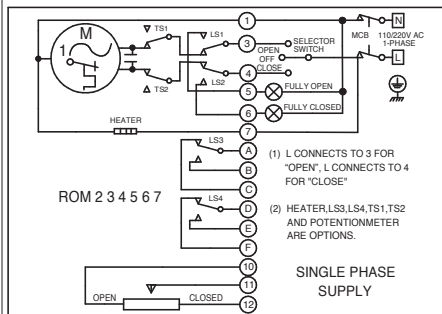 M
1
TS1
TS2
LS1
LS2
1
3
4
5
6
7
SELECTOR
SWITCH
OPEN
OFF
CLOSE
FULLY OPEN
FULLY CLOSED
MCB
110/220V AC
1-PHASE
N
L
HEATER
LS3
A
B
C
LS4
D
E
F
ROM 2 3 4 5 6 7
(1) L CONNECTS TO 3 FOR
"OPEN", L CONNECTS TO 4
FOR "CLOSE"
(2) HEATER,LS3,LS4,TS1,TS2
AND POTENTIONMETER
ARE OPTIONS.
10
11
12
OPEN
CLOSED
SINGLE PHASE
SUPPLY